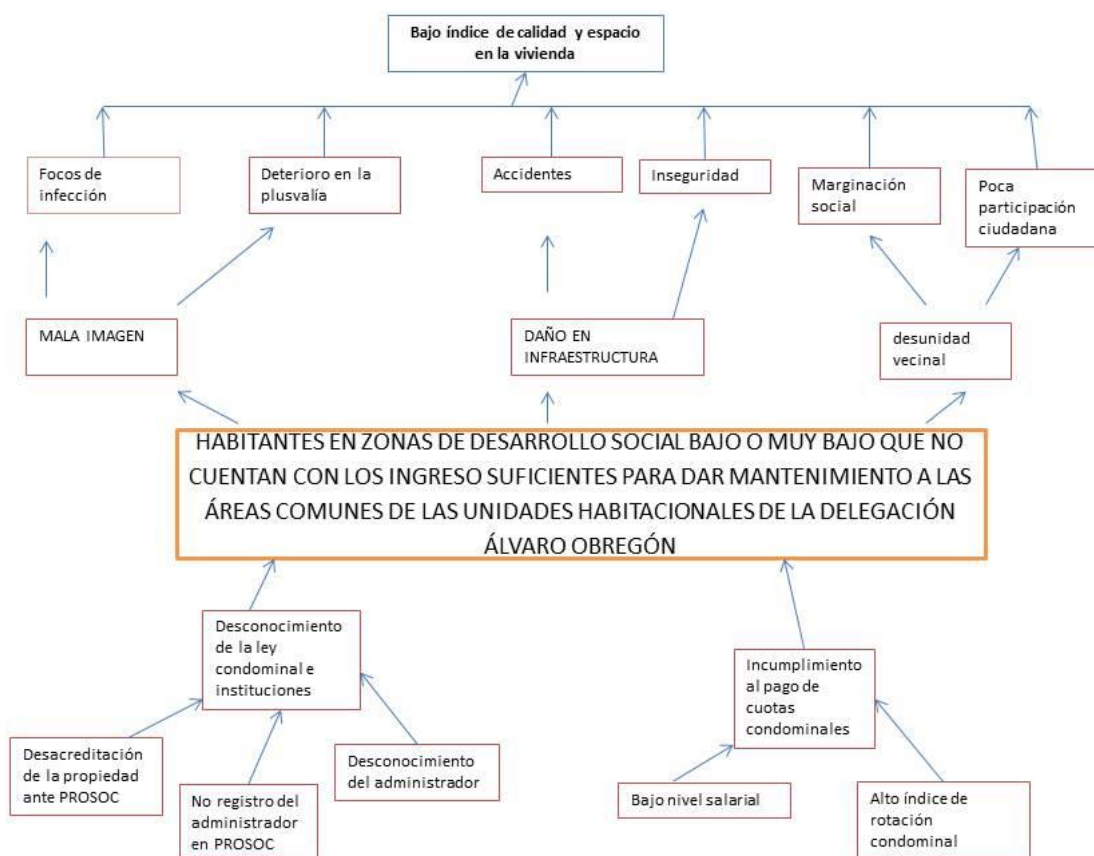 Bajo índice de calidad y espacio
en la vivienda
Focos de
infección
Deterioro en la
plusvalía
Accidentes
Inseguridad
Marginación
social
Poca
participación
ciudadana
MALA IMAGEN
DAÑO EN
INFRAESTRUCTURA
desunidad
vecinal
HABITANTES EN ZONAS DE DESARROLLO SOCIAL BAJO O MUY BAJO QUE NO
CUENTAN CON LOS INGRESO SUFICIENTES PARA DAR MANTENIMIENTO A LAS
ÁREAS COMUNES DE LAS UNIDADES HABITACIONALES DE LA DELEGACIÓN
ÁLVARO OBREGÓN
Desconocimiento
de la ley
condominal e
instituciones
Incumplimiento
al pago de
cuotas
condominales
Desacreditación
de la propiedad
ante PROSOC
No registro del
administrador
en PROSOC
Desconocimiento
del administrador
Bajo nivel salarial
Alto índice de
rotación
condominal